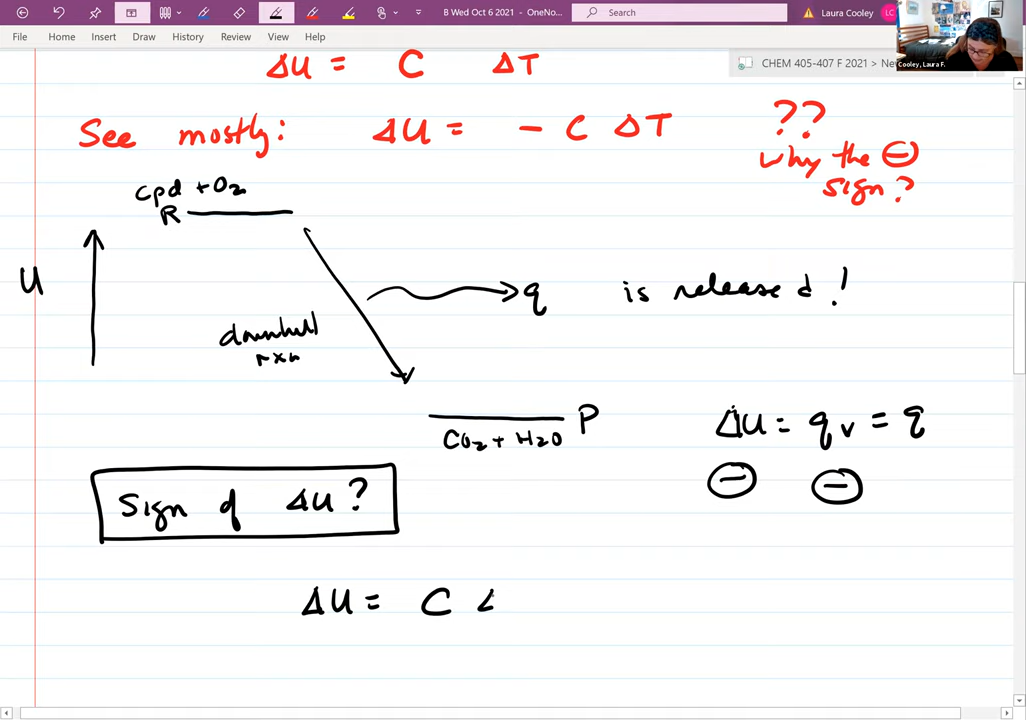 B Wed Oct 6 2021 - OneNo...
Search
Laura Cooley
LC
File Home Insert Draw History Review View Help
CHEM 405-407 F 2021 > Ne
Cooley, Laura F.
ΔU = C ΔT
See mostly: ΔU = - C ΔT ??
why the ⊖
sign?
cpd + O2
R
U
q is released!
downhill
rxn
P
CO2 + H2O
ΔU = qv = q
⊖ ⊖
Sign of ΔU?
ΔU = C Δ